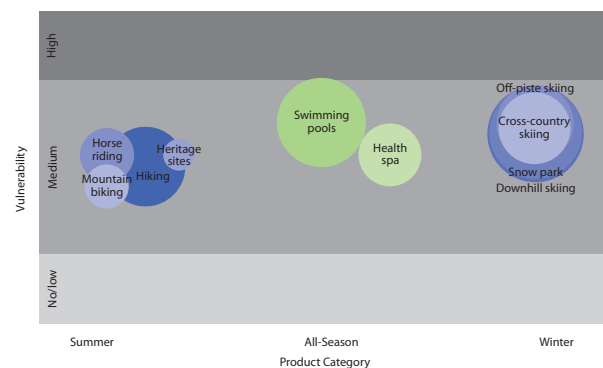 High
Medium
No/low
Vulnerability
Horse
riding
Mountain
biking
Hiking
Heritage
sites
Swimming
pools
Health
spa
Off-piste skiing
Cross-country
skiing
Snow park
Downhill skiing
Summer
All-Season
Winter
Product Category